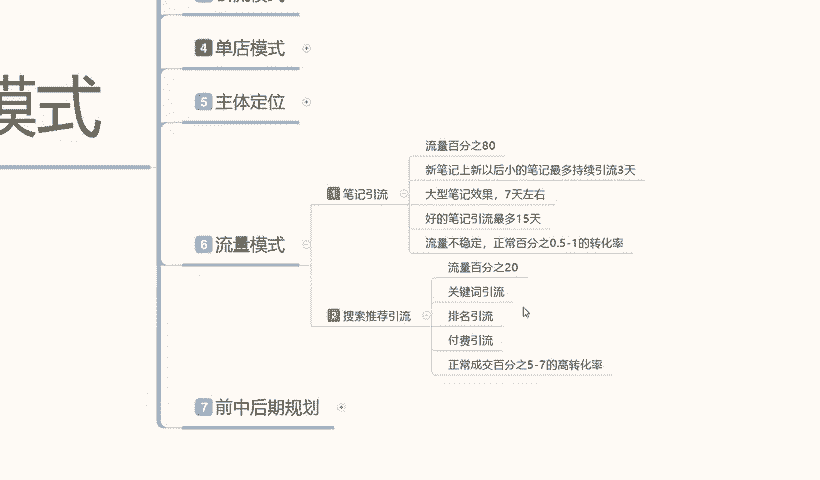 4 单店模式
5 主体定位
模式
6 流量模式
1 笔记引流
流量百分之80
新笔记上新以后小的笔记最多持续引流3天
大型笔记效果，7天左右
好的笔记引流最多15天
流量不稳定，正常百分之0.5-1的转化率
2 搜索推荐引流
流量百分之20
关键词引流
排名引流
付费引流
正常成交百分之5-7的高转化率
7 前中后期规划